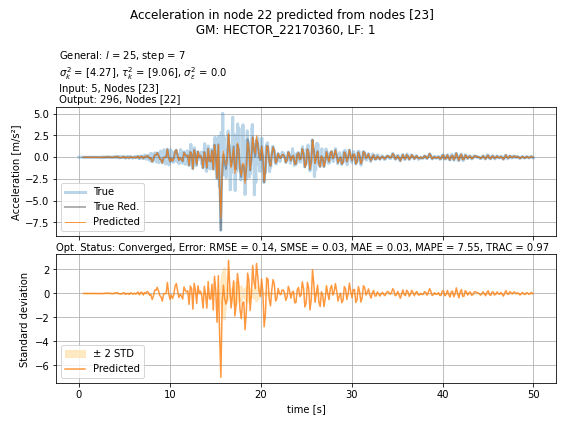 Acceleration in node 22 predicted from nodes [23]
GM: HECTOR_22170360, LF: 1
General: l = 25, step = 7
σ²ₖ = [4.27], τ²ₖ = [9.06], σ²ε = 0.0
Input: 5, Nodes [23]
Output: 296, Nodes [22]
Acceleration [m/s²]
5.0
2.5
0.0
−2.5
−5.0
−7.5
True
True Red.
Predicted
Opt. Status: Converged, Error: RMSE = 0.14, SMSE = 0.03, MAE = 0.03, MAPE = 7.55, TRAC = 0.97
Standard deviation
2
0
−2
−4
−6
± 2 STD
Predicted
0 10 20 30 40 50
time [s]